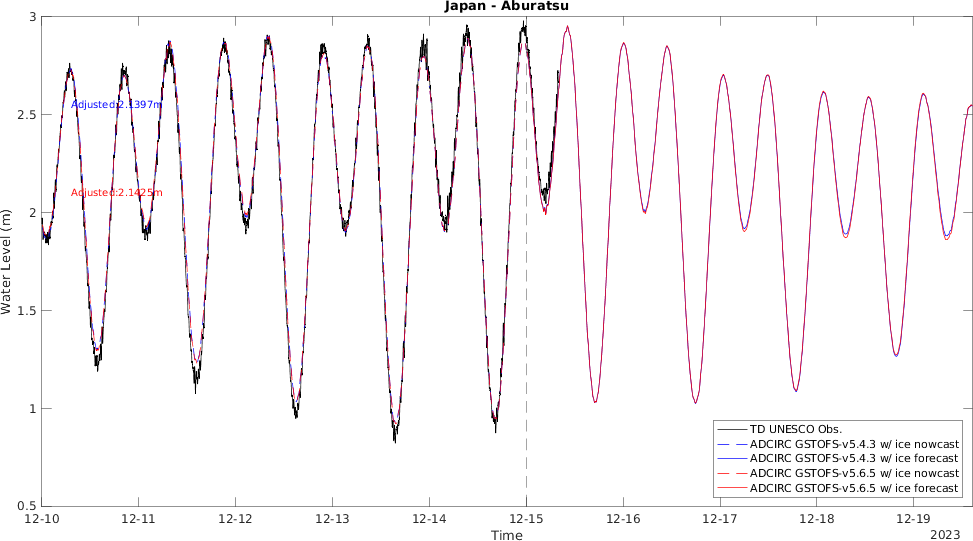 Japan - Aburatsu
3
2.5
2
1.5
1
0.5
Water Level (m)
Adjusted:2.1397m
Adjusted:2.1425m
TD UNESCO Obs.
ADCIRC GSTOFS-v5.4.3 w/ ice nowcast
ADCIRC GSTOFS-v5.4.3 w/ ice forecast
ADCIRC GSTOFS-v5.6.5 w/ ice nowcast
ADCIRC GSTOFS-v5.6.5 w/ ice forecast
12-10 12-11 12-12 12-13 12-14 12-15 12-16 12-17 12-18 12-19
Time
2023